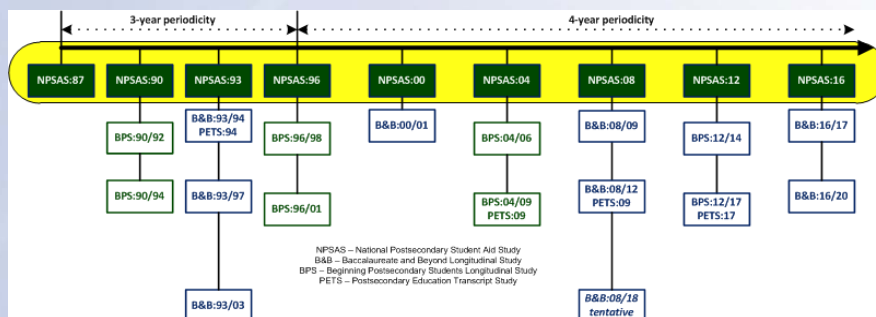 3-year periodicity
4-year periodicity
NPSAS:87
NPSAS:90
NPSAS:93
NPSAS:96
NPSAS:00
NPSAS:04
NPSAS:08
NPSAS:12
NPSAS:16
BPS:90/92
B&B:93/94
PETS:94
BPS:96/98
B&B:00/01
BPS:04/06
B&B:08/09
BPS:12/14
B&B:16/17
BPS:90/94
B&B:93/97
BPS:96/01
BPS:04/09
PETS:09
B&B:08/12
PETS:09
BPS:12/17
PETS:17
B&B:16/20
NPSAS – National Postsecondary Student Aid Study
B&B – Baccalaureate and Beyond Longitudinal Study
BPS – Beginning Postsecondary Students Longitudinal Study
PETS – Postsecondary Education Transcript Study
B&B:93/03
B&B:08/18
tentative